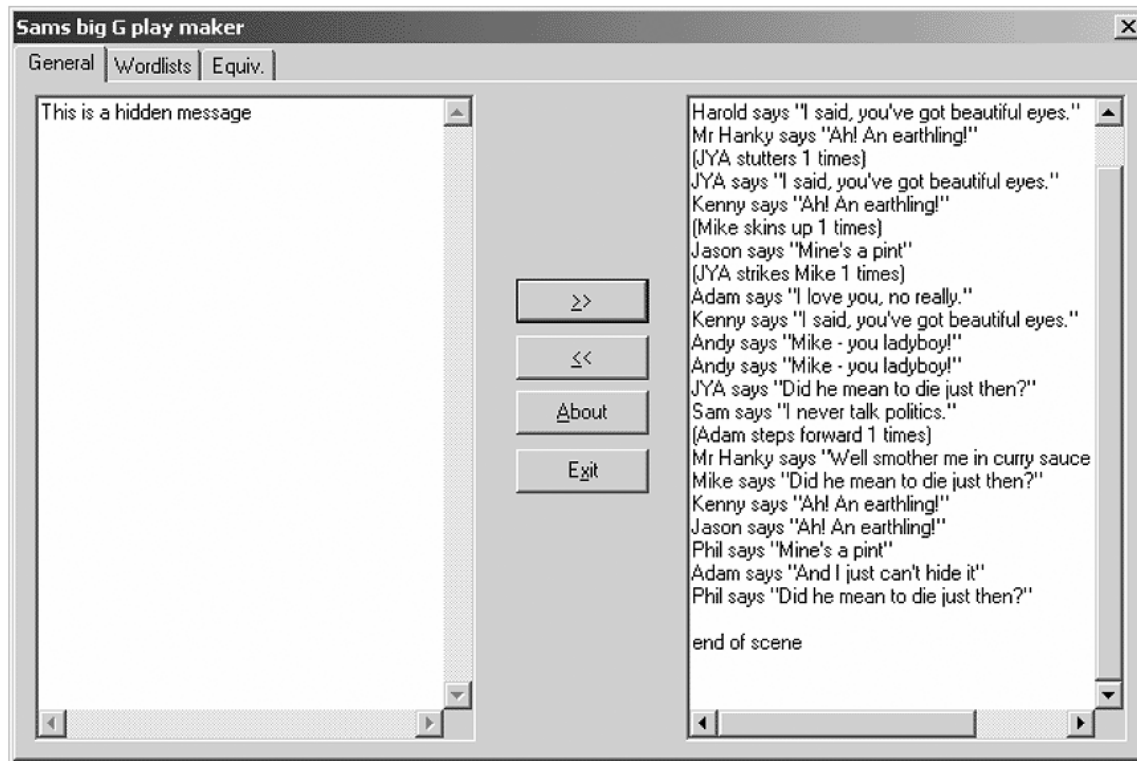 Sams big G play maker
General
Wordlists
Equiv.
This is a hidden message
>>
<<
About
Exit
Harold says "I said, you've got beautiful eyes."
Mr Hanky says "Ah! An earthling!"
(JYA stutters 1 times)
JYA says "I said, you've got beautiful eyes."
Kenny says "Ah! An earthling!"
(Mike skins up 1 times)
Jason says "Mine's a pint"
(JYA strikes Mike 1 times)
Adam says "I love you, no really."
Kenny says "I said, you've got beautiful eyes."
Andy says "Mike - you ladyboy!"
Andy says "Mike - you ladyboy!"
JYA says "Did he mean to die just then?"
Sam says "I never talk politics."
(Adam steps forward 1 times)
Mr Hanky says "Well smother me in curry sauce
Mike says "Did he mean to die just then?"
Kenny says "Ah! An earthling!"
Jason says "Ah! An earthling!"
Phil says "Mine's a pint"
Adam says "And I just can't hide it"
Phil says "Did he mean to die just then?"
end of scene